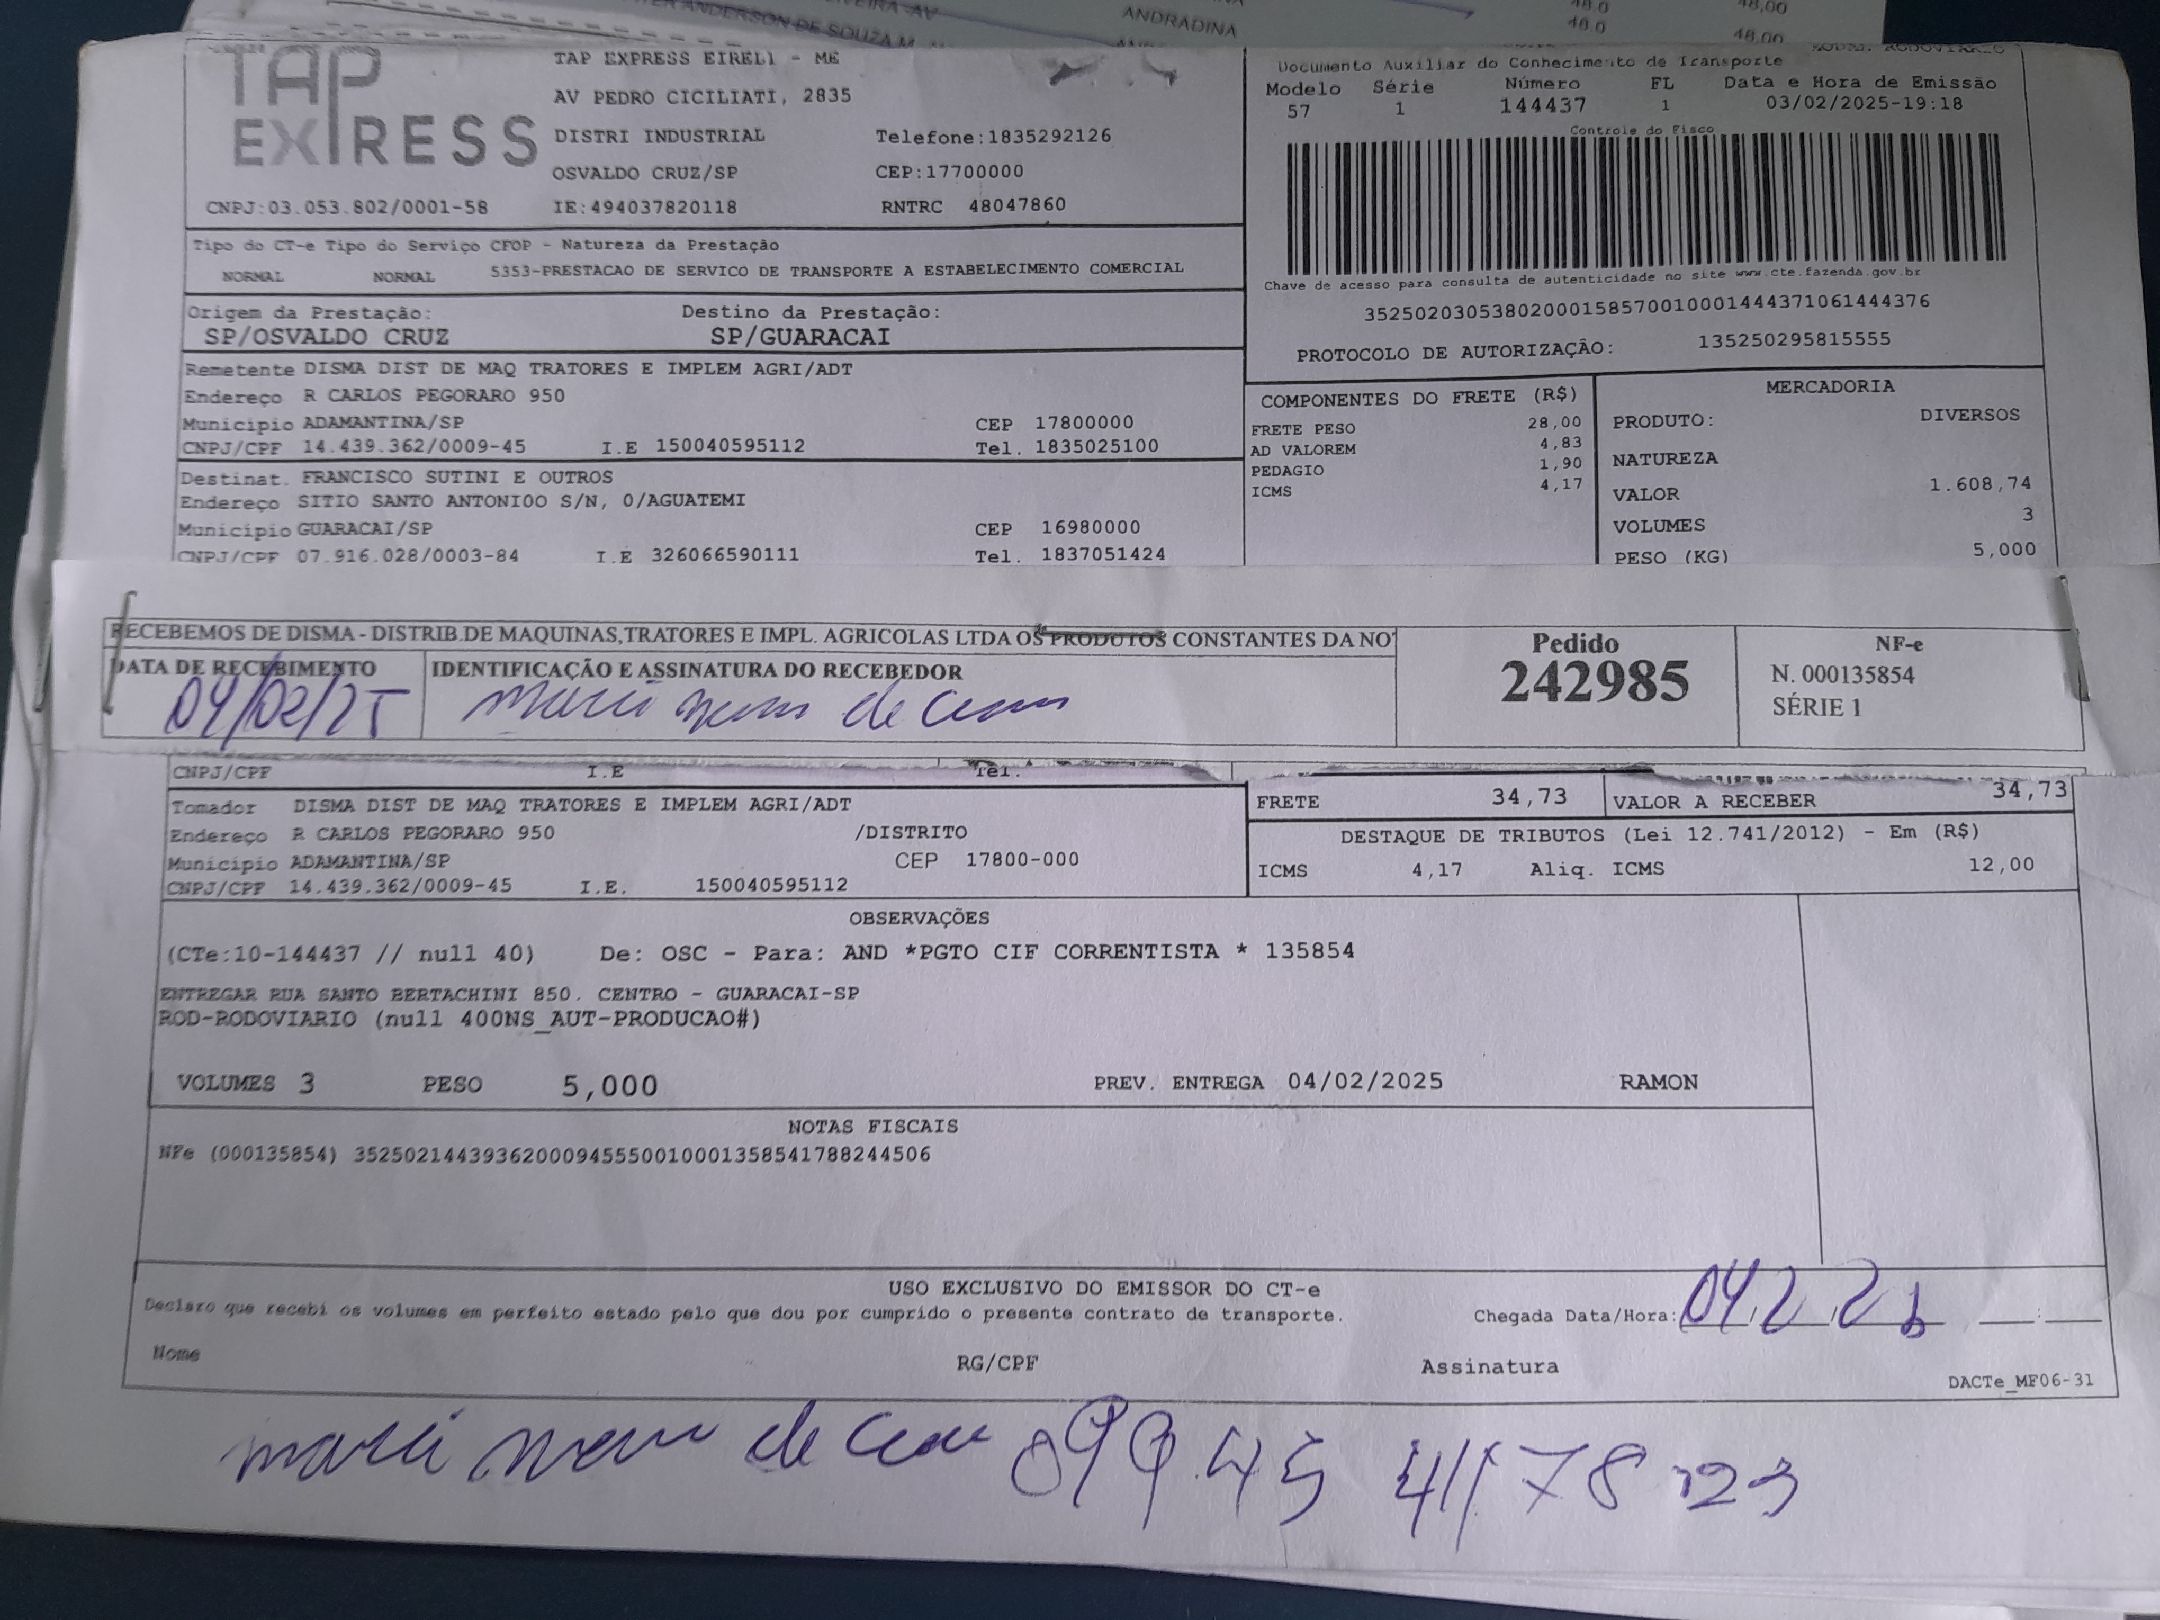 ANDERSON DE SOUZA M.
ANDRADINA
48,0
48,00
48,0
48,00
TAP
EXPRESS
TAP EXPRESS EIRELI - ME
AV PEDRO CICILIATI, 2835
DISTRI INDUSTRIAL Telefone:1835292126
OSVALDO CRUZ/SP CEP:17700000
CNPJ:03.053.802/0001-58 IE:494037820118 RNTRC 48047860
Documento Auxiliar do Conhecimento de Transporte
Modelo Série Número FL Data e Hora de Emissão
57 1 144437 1 03/02/2025-19:18
Controle do Fisco
Chave de acesso para consulta de autenticidade no site www.cte.fazenda.gov.br
35250203053802000158570010001444371061444376
PROTOCOLO DE AUTORIZAÇÃO: 135250295815555
Tipo do CT-e Tipo do Serviço CFOP - Natureza da Prestação
NORMAL NORMAL 5353-PRESTACAO DE SERVICO DE TRANSPORTE A ESTABELECIMENTO COMERCIAL
Origem da Prestação: Destino da Prestação:
SP/OSVALDO CRUZ SP/GUARACAI
Remetente DISMA DIST DE MAQ TRATORES E IMPLEM AGRI/ADT
Endereço R CARLOS PEGORARO 950
Municipio ADAMANTINA/SP CEP 17800000
CNPJ/CPF 14.439.362/0009-45 I.E 150040595112 Tel. 1835025100
Destinat. FRANCISCO SUTINI E OUTROS
Endereço SITIO SANTO ANTONIOO S/N, 0/AGUATEMI
Municipio GUARACAI/SP CEP 16980000
CNPJ/CPF 07.916.028/0003-84 I.E 326066590111 Tel. 1837051424
COMPONENTES DO FRETE (R$)
FRETE PESO 28,00
AD VALOREM 4,83
PEDAGIO 1,90
ICMS 4,17
MERCADORIA
PRODUTO: DIVERSOS
NATUREZA
VALOR 1.608,74
VOLUMES 3
PESO (KG) 5,000
RECEBEMOS DE DISMA - DISTRIB.DE MAQUINAS,TRATORES E IMPL. AGRICOLAS LTDA OS PRODUTOS CONSTANTES DA NO
DATA DE RECEBIMENTO IDENTIFICAÇÃO E ASSINATURA DO RECEBEDOR
04/02/25 de
Pedido
242985
NF-e
N. 000135854
SÉRIE 1
CNPJ/CPF I.E Tel.
Tomador DISMA DIST DE MAQ TRATORES E IMPLEM AGRI/ADT
Endereço R CARLOS PEGORARO 950 /DISTRITO
Municipio ADAMANTINA/SP CEP 17800-000
CNPJ/CPF 14.439.362/0009-45 I.E. 150040595112
FRETE 34,73 VALOR A RECEBER 34,73
DESTAQUE DE TRIBUTOS (Lei 12.741/2012) - Em (R$)
ICMS 4,17 Aliq. ICMS 12,00
OBSERVAÇÕES
(CTe:10-144437 // null 40) De: OSC - Para: AND *PGTO CIF CORRENTISTA * 135854
ENTREGAR RUA SANTO BERTACHINI 850. CENTRO - GUARACAI-SP
ROD-RODOVIARIO (null 400NS_AUT-PRODUCAO#)
VOLUMES 3 PESO 5,000 PREV. ENTREGA 04/02/2025 RAMON
NOTAS FISCAIS
NFe (000135854) 35250214439362000945550010001358541788244506
USO EXCLUSIVO DO EMISSOR DO CT-e
Declaro que recebi os volumes em perfeito estado pelo que dou por cumprido o presente contrato de transporte.
Chegada Data/Hora: 04/2/25
Nome RG/CPF Assinatura
DACTe_MF06-31
de